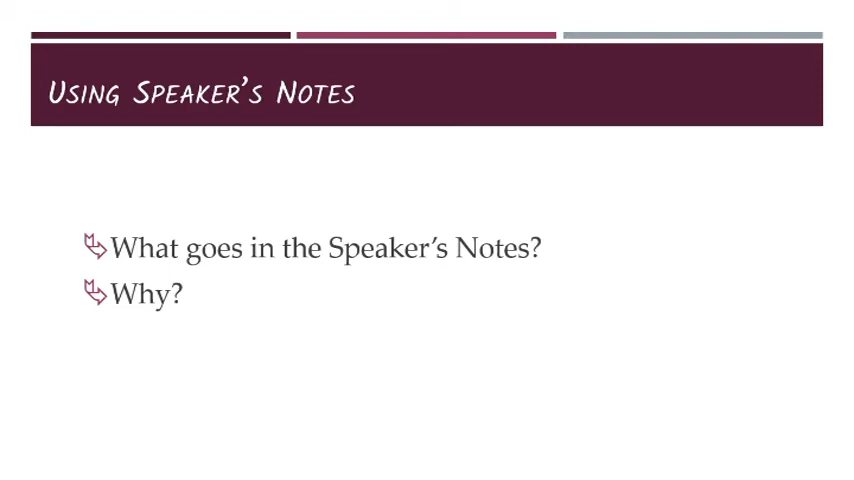 Using Speaker’s Notes
What goes in the Speaker’s Notes?
Why?